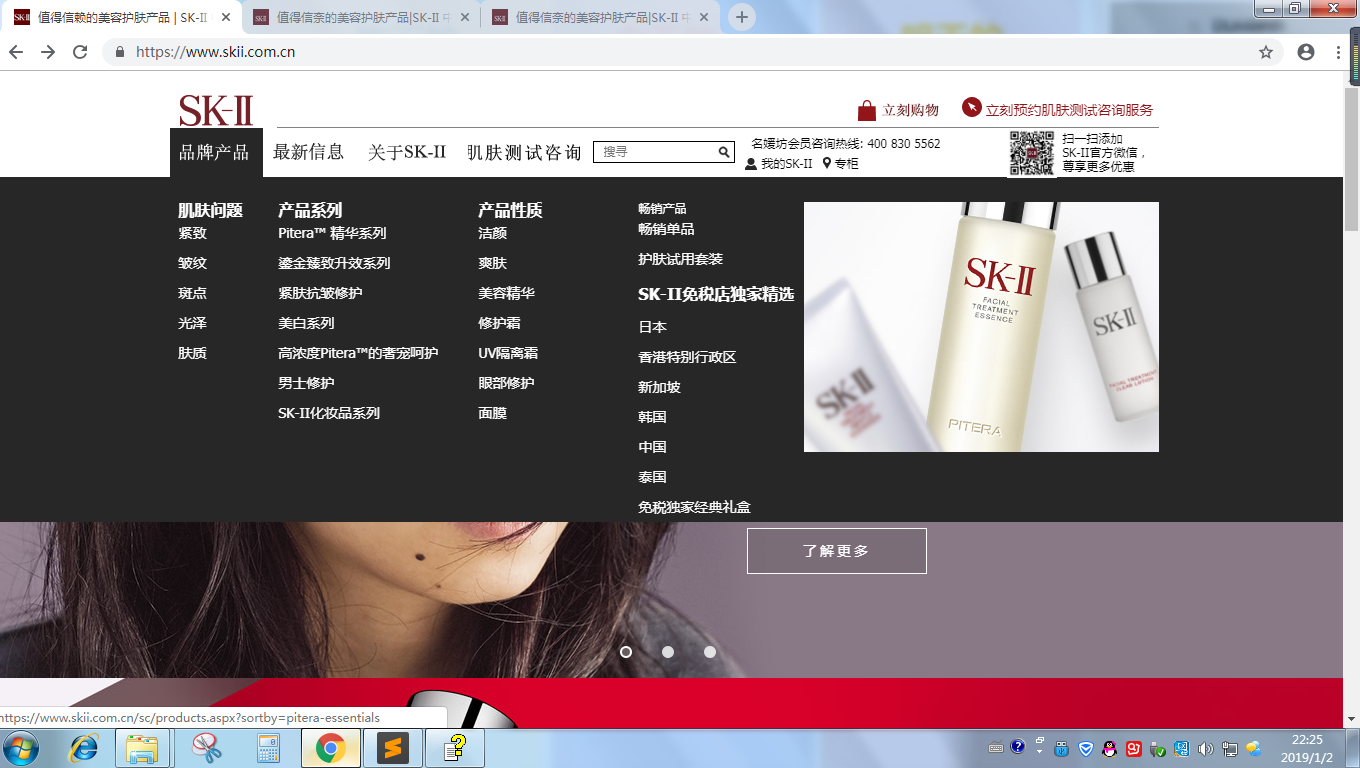 值得信赖的美容护肤产品 | SK-II
值得信奈的美容护肤产品|SK-II 中
值得信奈的美容护肤产品|SK-II 中
https://www.skii.com.cn
SK-II
立刻购物
立刻预约肌肤测试咨询服务
品牌产品
最新信息
关于SK-II
肌肤测试咨询
搜寻
名媛坊会员咨询热线: 400 830 5562
我的SK-II
专柜
扫一扫添加
SK-II官方微信，
尊享更多优惠
肌肤问题
紧致
皱纹
斑点
光泽
肤质
产品系列
Pitera™ 精华系列
鎏金臻致升效系列
紧肤抗皱修护
美白系列
高浓度Pitera™的奢宠呵护
男士修护
SK-II化妆品系列
产品性质
洁颜
爽肤
美容精华
修护霜
UV隔离霜
眼部修护
面膜
畅销产品
畅销单品
护肤试用套装
SK-II免税店独家精选
日本
香港特别行政区
新加坡
韩国
中国
泰国
免税独家经典礼盒
SK-II
FACIAL
TREATMENT
ESSENCE
PITERA
SK-II
FACIAL TREATMENT
CLEAR LOTION
SK-II
了解更多
https://www.skii.com.cn/sc/products.aspx?sortby=pitera-essentials
22:25
2019/1/2